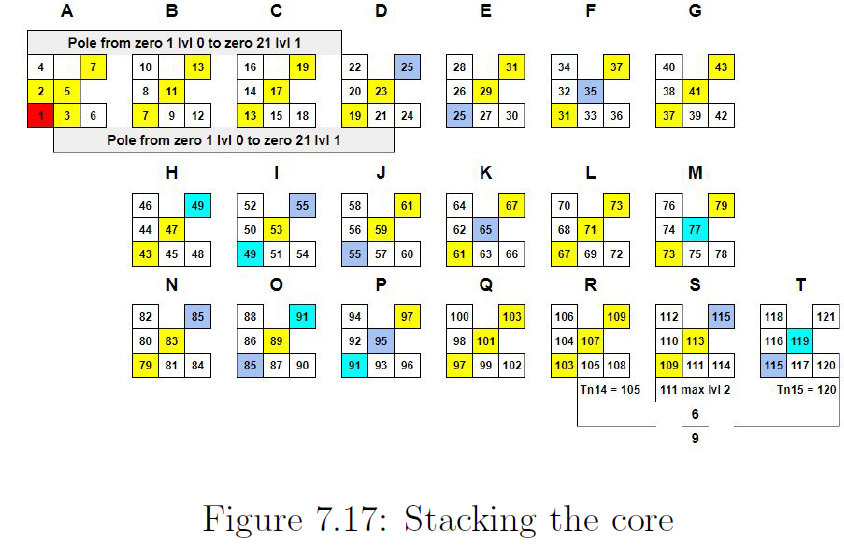 A B C D E F G
Pole from zero 1 lvl 0 to zero 21 lvl 1
4 7 10 13 16 19 22 25 28 31 34 37 40 43
2 5 8 11 14 17 20 23 26 29 32 35 38 41
1 3 6 7 9 12 13 15 18 19 21 24 25 27 30 31 33 36 37 39 42
Pole from zero 1 lvl 0 to zero 21 lvl 1
H I J K L M
46 49 52 55 58 61 64 67 70 73 76 79
44 47 50 53 56 59 62 65 68 71 74 77
43 45 48 49 51 54 55 57 60 61 63 66 67 69 72 73 75 78
N O P Q R S T
82 85 88 91 94 97 100 103 106 109 112 115 118 121
80 83 86 89 92 95 98 101 104 107 110 113 116 119
79 81 84 85 87 90 91 93 96 97 99 102 103 105 108 109 111 114 115 117 120
Tn14 = 105 111 max lvl 2 Tn15 = 120
6
9
Figure 7.17: Stacking the core